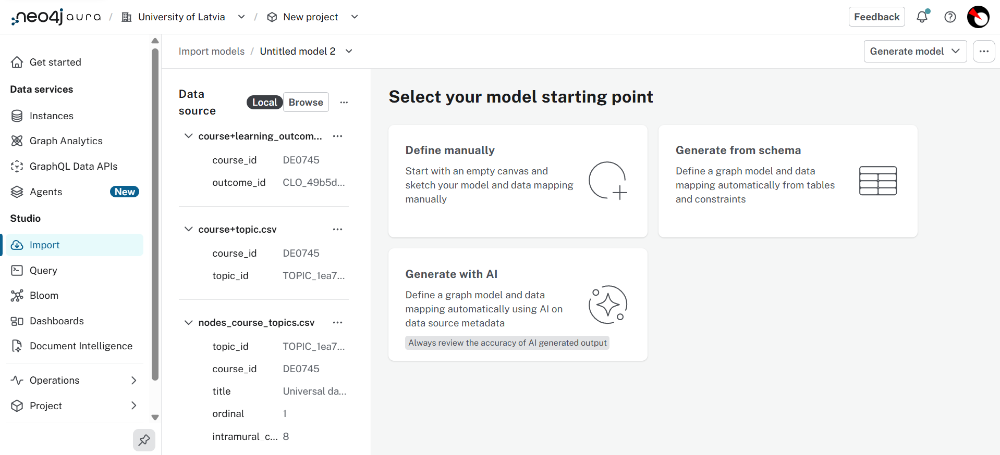 neo4j aura / University of Latvia / New project
Feedback
Import models / Untitled model 2
Generate model
Get started
Data services
Instances
Graph Analytics
GraphQL Data APIs
Agents New
Studio
Import
Query
Bloom
Dashboards
Document Intelligence
Operations
Project
Data source
Local Browse
course+learning_outcom...
course_id DE0745
outcome_id CLO_49b5d...
course+topic.csv
course_id DE0745
topic_id TOPIC_1ea7...
nodes_course_topics.csv
topic_id TOPIC_1ea7...
course_id DE0745
title Universal da...
ordinal 1
intramural_c... 8
Select your model starting point
Define manually
Start with an empty canvas and
sketch your model and data mapping
manually
Generate from schema
Define a graph model and data
mapping automatically from tables
and constraints
Generate with AI
Define a graph model and data
mapping automatically using AI on
data source metadata
Always review the accuracy of AI generated output